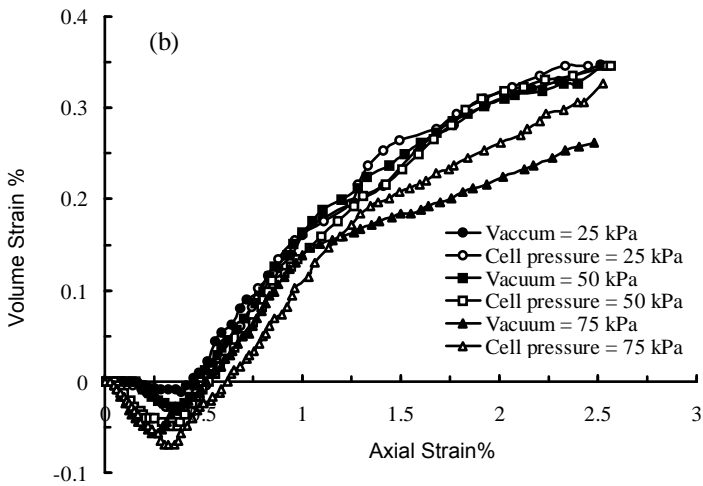 0.4
(b)
0.3
0.2
0.1
0
-0.1
Volume Strain %
Vaccum = 25 kPa
Cell pressure = 25 kPa
Vacuum = 50 kPa
Cell pressure = 50 kPa
Vacuum = 75 kPa
Cell pressure = 75 kPa
0 0.5 1 1.5 2 2.5 3
Axial Strain%